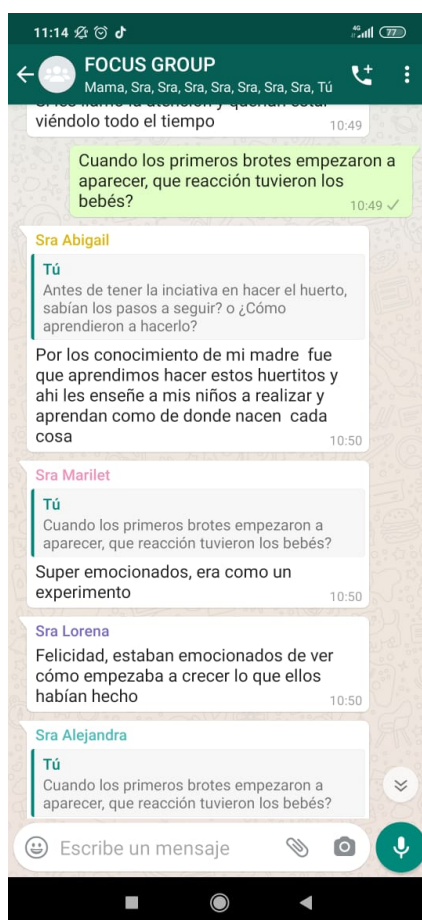 11:14
4G
77
FOCUS GROUP
Mama, Sra, Sra, Sra, Sra, Sra, Sra, Tú
viéndolo todo el tiempo
10:49
Cuando los primeros brotes empezaron a
aparecer, que reacción tuvieron los
bebés?
10:49
Sra Abigail
Tú
Antes de tener la inciativa en hacer el huerto,
sabían los pasos a seguir? o ¿Cómo
aprendieron a hacerlo?
Por los conocimiento de mi madre fue
que aprendimos hacer estos huertitos y
ahi les enseñe a mis niños a realizar y
aprendan como de donde nacen cada
cosa
10:50
Sra Marilet
Tú
Cuando los primeros brotes empezaron a
aparecer, que reacción tuvieron los bebés?
Super emocionados, era como un
experimento
10:50
Sra Lorena
Felicidad, estaban emocionados de ver
cómo empezaba a crecer lo que ellos
habían hecho
10:50
Sra Alejandra
Tú
Cuando los primeros brotes empezaron a
aparecer, que reacción tuvieron los bebés?
Escribe un mensaje